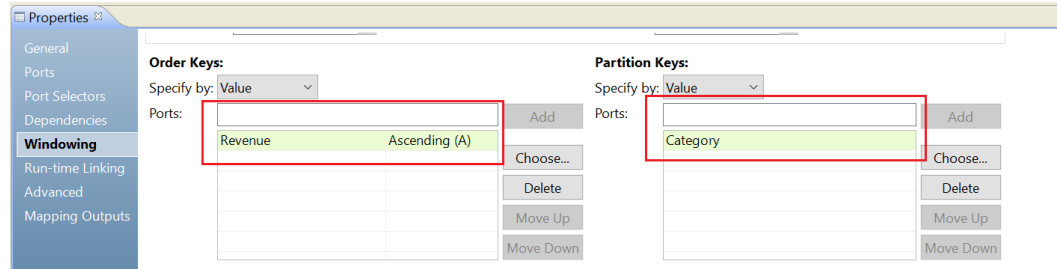 Properties
General
Ports
Port Selectors
Dependencies
Windowing
Run-time Linking
Advanced
Mapping Outputs
Order Keys:
Specify by: Value
Ports:
Add
Revenue Ascending (A)
Choose...
Delete
Move Up
Move Down
Partition Keys:
Specify by: Value
Ports:
Add
Category
Choose...
Delete
Move Up
Move Down